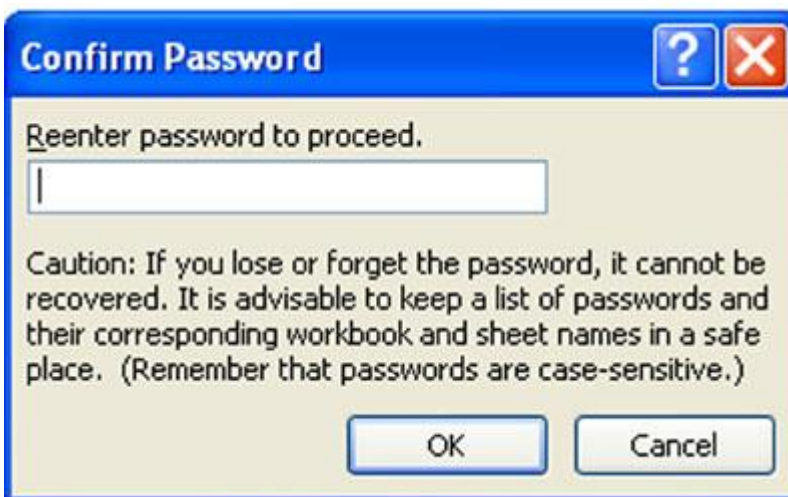 Confirm Password
?
Reenter password to proceed.
Caution: If you lose or forget the password, it cannot be
recovered. It is advisable to keep a list of passwords and
their corresponding workbook and sheet names in a safe
place.  (Remember that passwords are case-sensitive.)
OK
Cancel